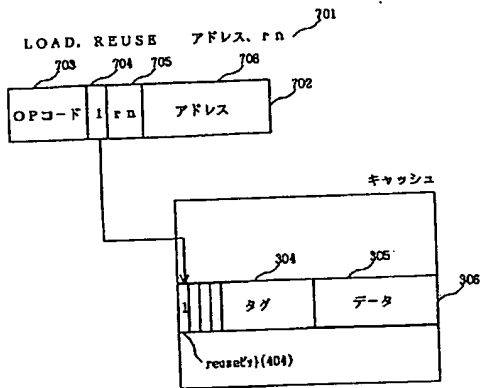 LOAD, REUSE アドレス, rn 701
703 704 705 706
OPコード 1 rn アドレス 702
キャッシュ
304 305
1 タグ データ 306
reuseビット(404)